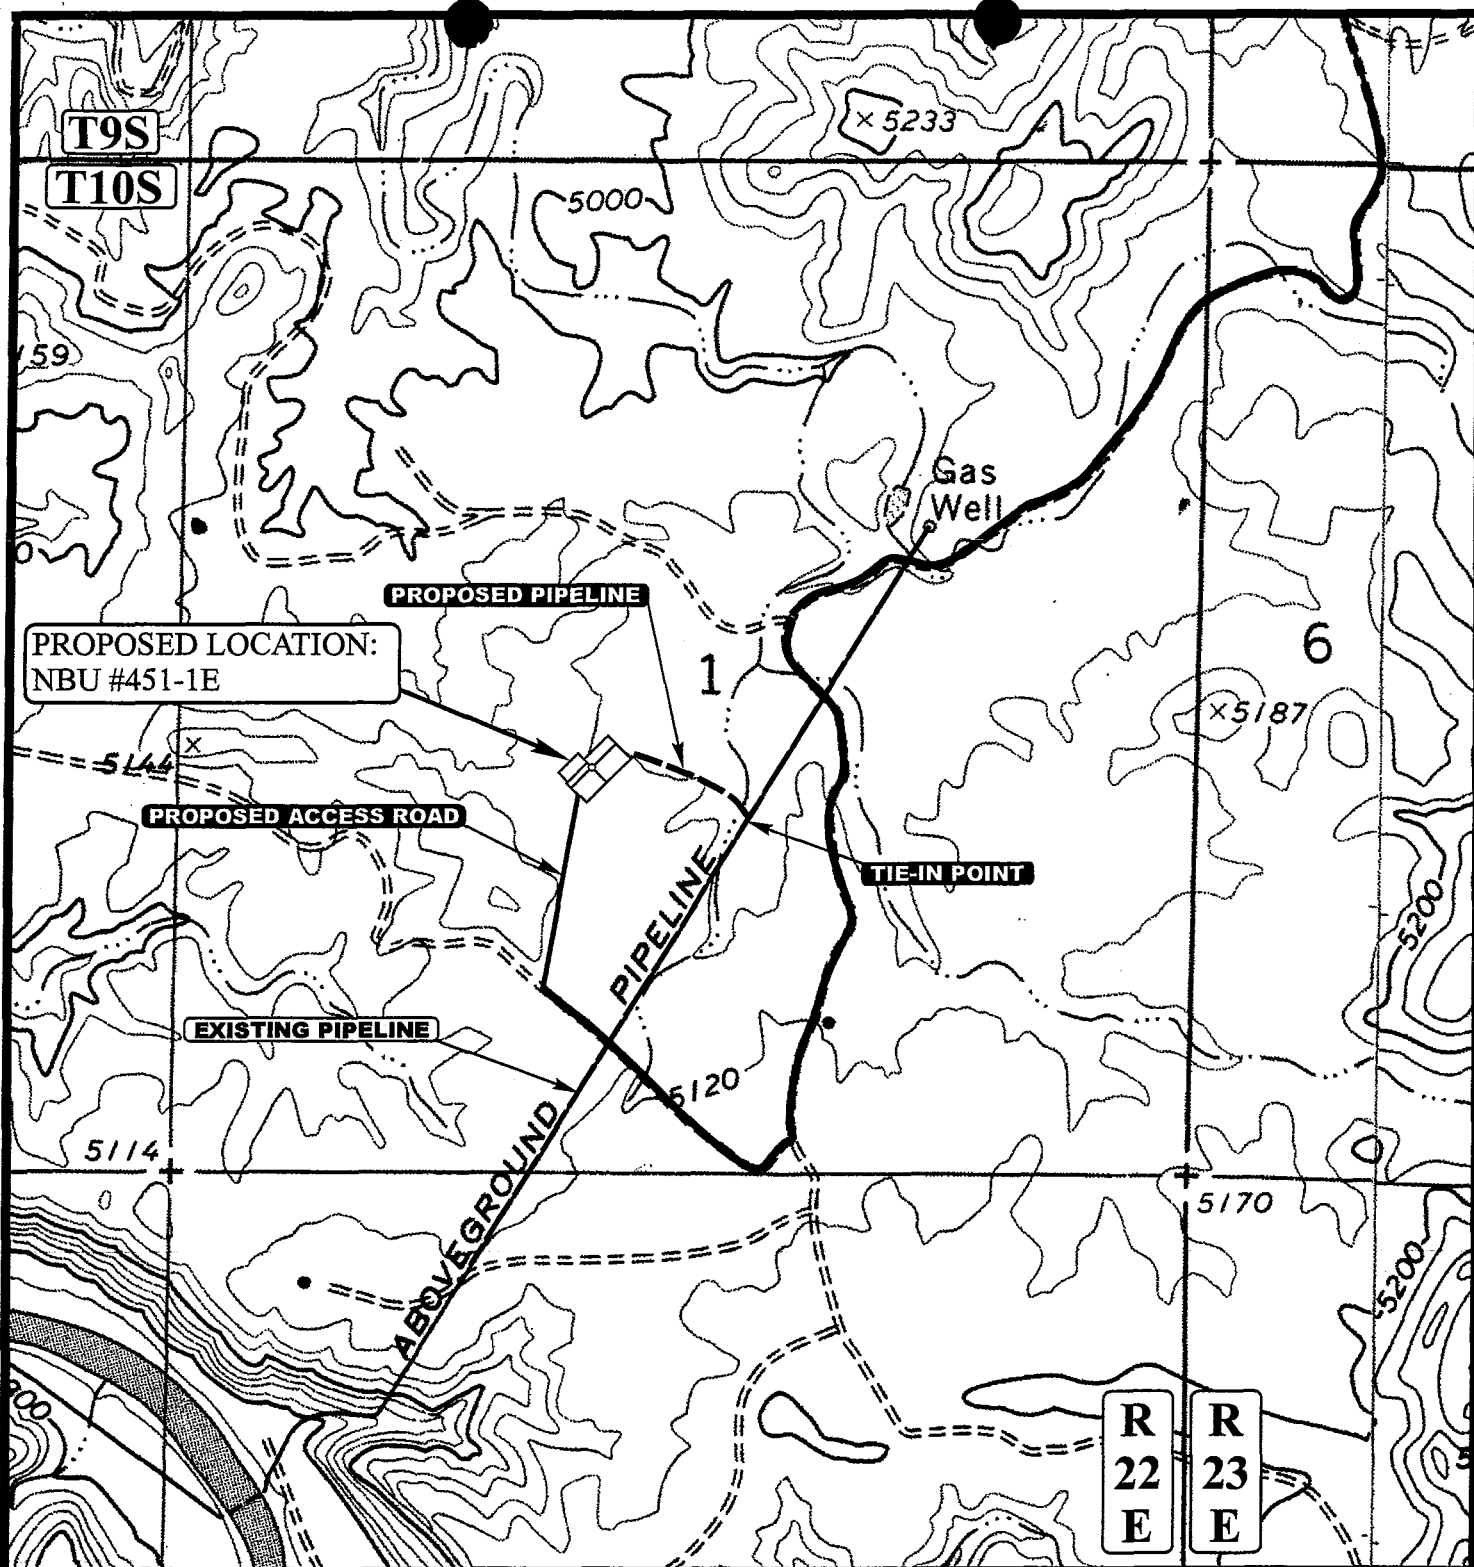 T9S
T10S
× 5233
5000
159
Gas
Well
PROPOSED PIPELINE
PROPOSED LOCATION:
NBU #451-1E
1
6
×5187
5144
×
PROPOSED ACCESS ROAD
TIE-IN POINT
PIPELINE
5200
EXISTING PIPELINE
5120
ABOVEGROUND
5114
5170
5200
R
22
E
R
23
E